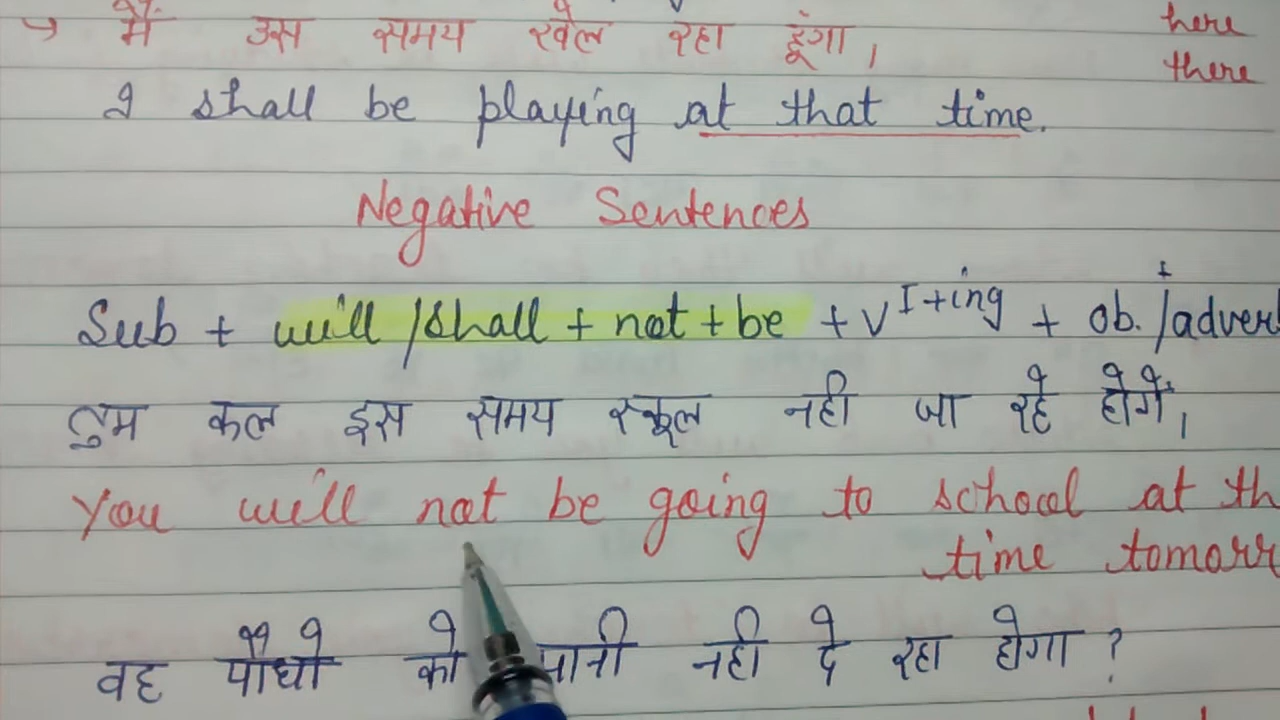 → मैं उस समय खेल रहा हूंगा,
here
there
I shall be playing at that time.
Negative Sentences
Sub + will /shall + not + be + V I + ing + ob. /adver
तुम कल इस समय स्कूल नही जा रहे होगें,
You will not be going to school at th
time tomorr
वह पौधो को पानी नही दे रहा होगा ?